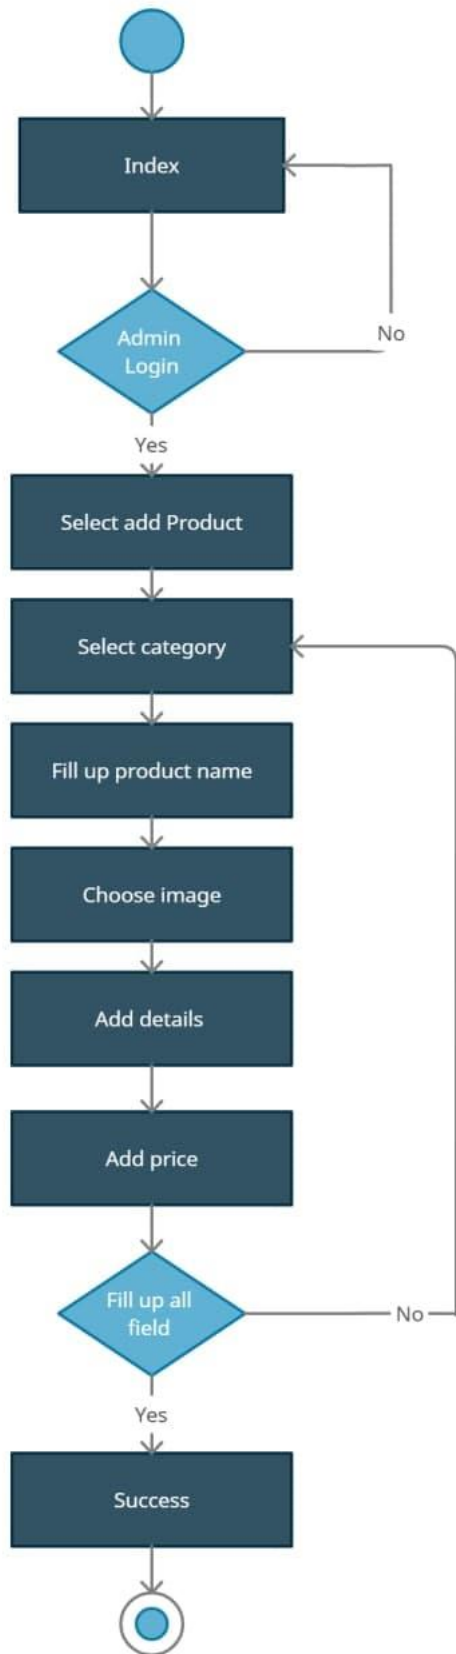 Index
Admin
Login
No
Yes
Select add Product
Select category
Fill up product name
Choose image
Add details
Add price
Fill up all
field
No
Yes
Success